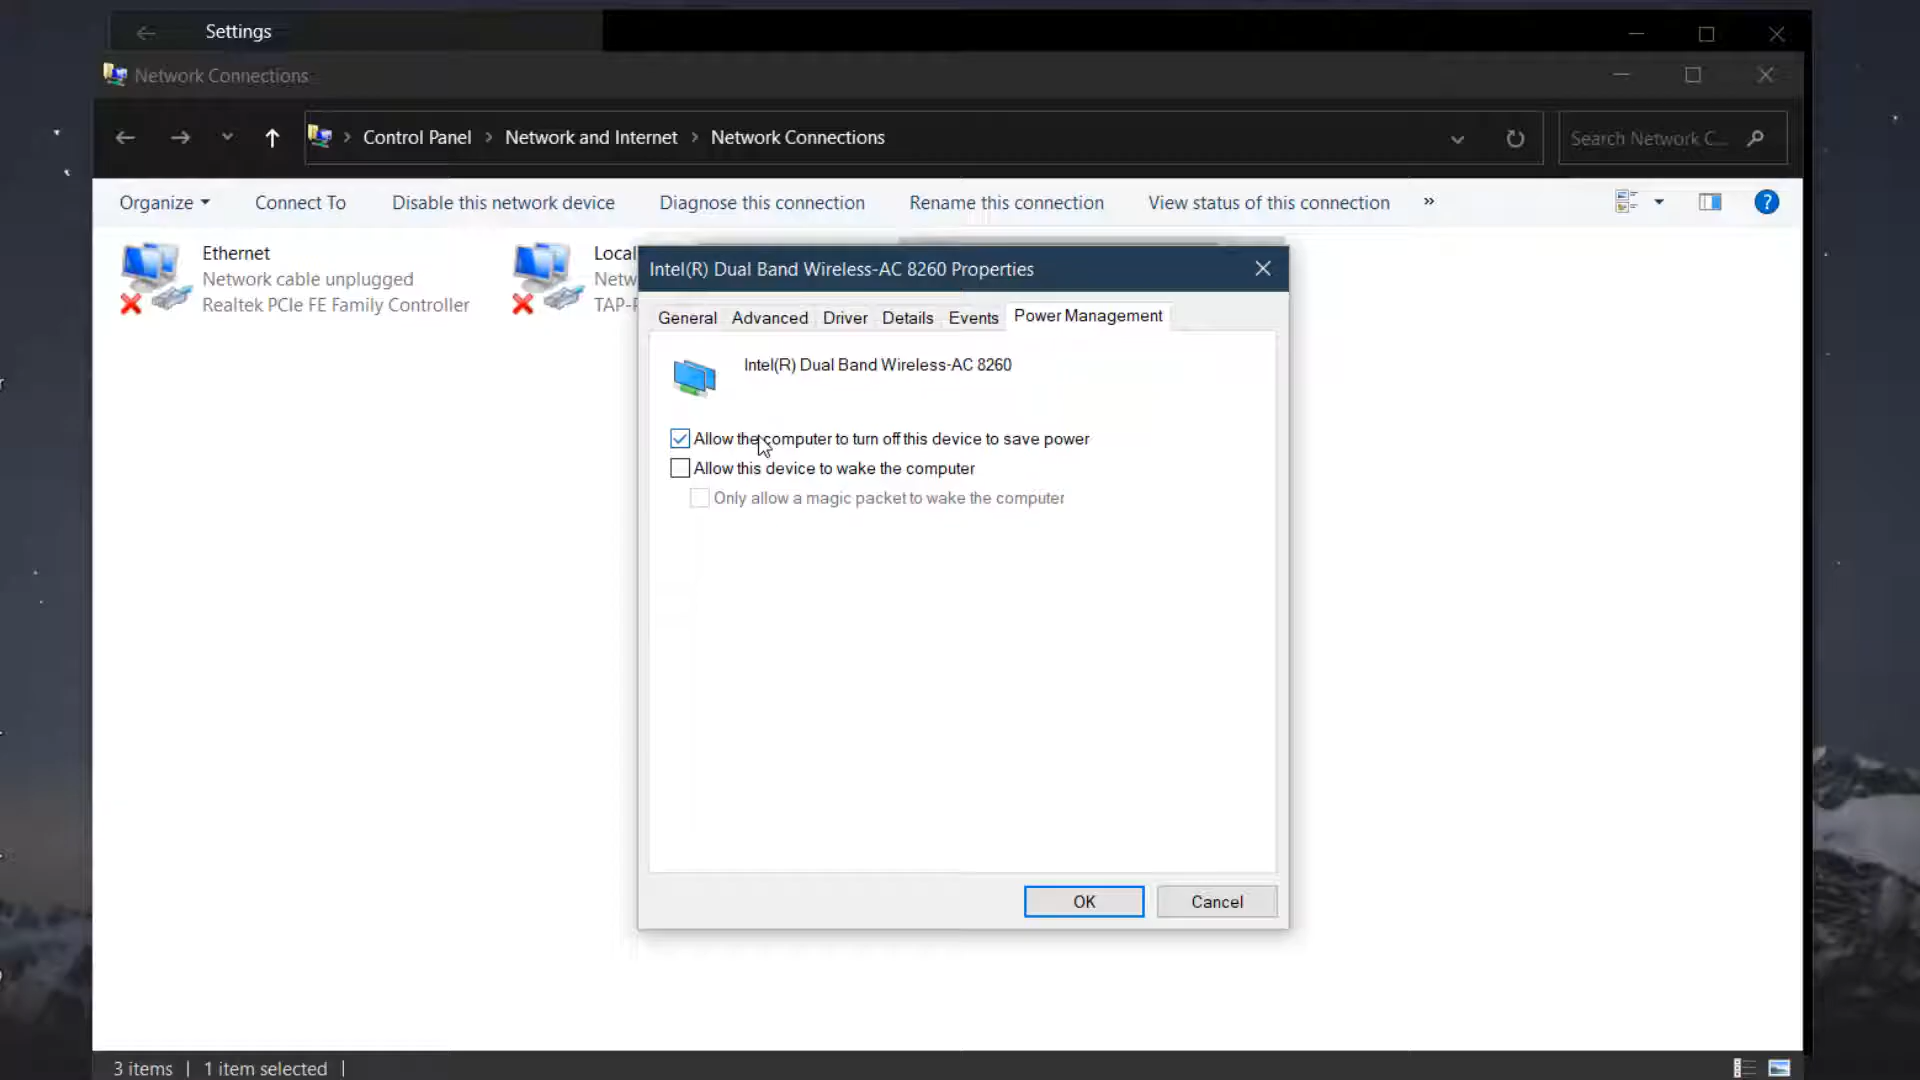 Settings
Network Connections
Control Panel Network and Internet Network Connections
Search Network C...
Organize Connect To Disable this network device Diagnose this connection Rename this connection View status of this connection »
Ethernet
Network cable unplugged
Realtek PCIe FE Family Controller
Local
Netw
TAP-
Intel(R) Dual Band Wireless-AC 8260 Properties
General Advanced Driver Details Events Power Management
Intel(R) Dual Band Wireless-AC 8260
Allow the computer to turn off this device to save power
Allow this device to wake the computer
Only allow a magic packet to wake the computer
OK Cancel
3 items | 1 item selected |